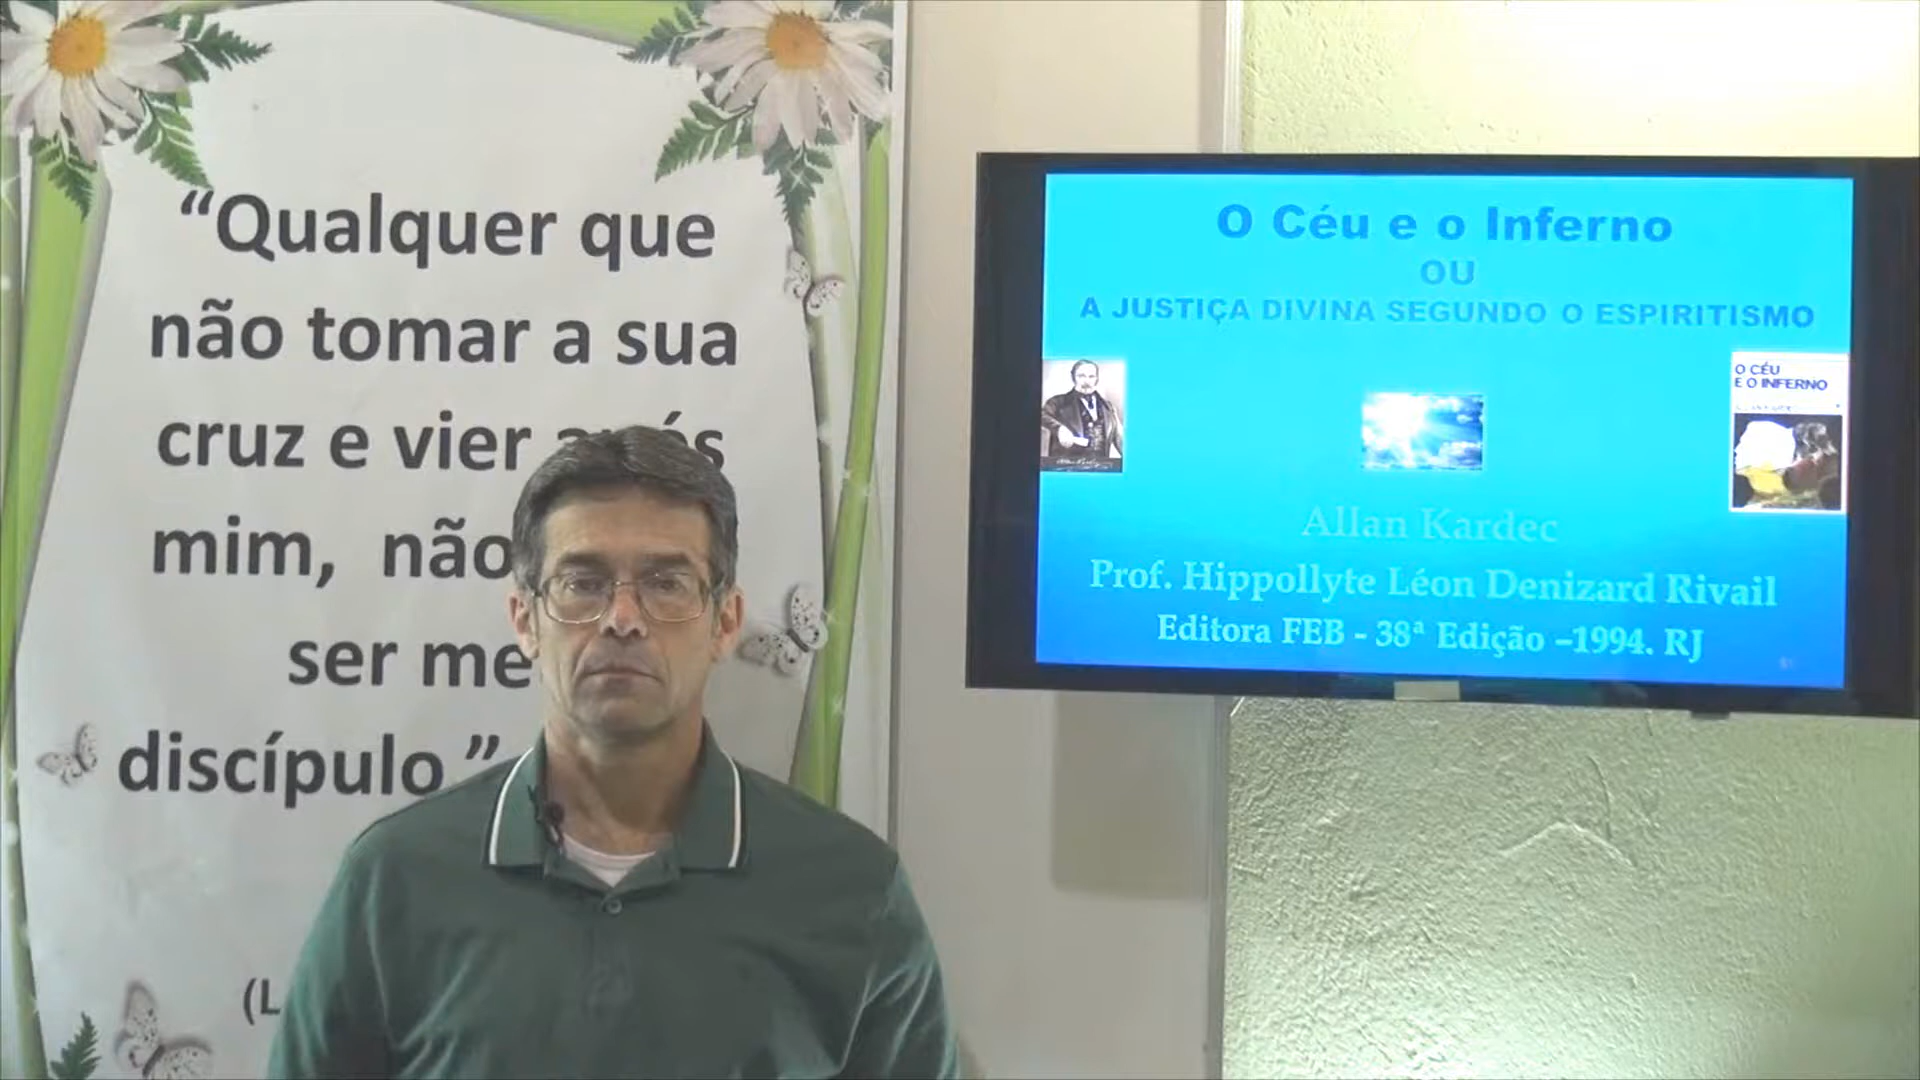 “Qualquer que
não tomar a sua
cruz e vier após
mim, não
ser me
discípulo.”
(L
O Céu e o Inferno
OU
A JUSTIÇA DIVINA SEGUNDO O ESPIRITISMO
O CÉU
E O INFERNO
Allan Kardec
Prof. Hippollyte Léon Denizard Rivail
Editora FEB - 38ª Edição –1994. RJ